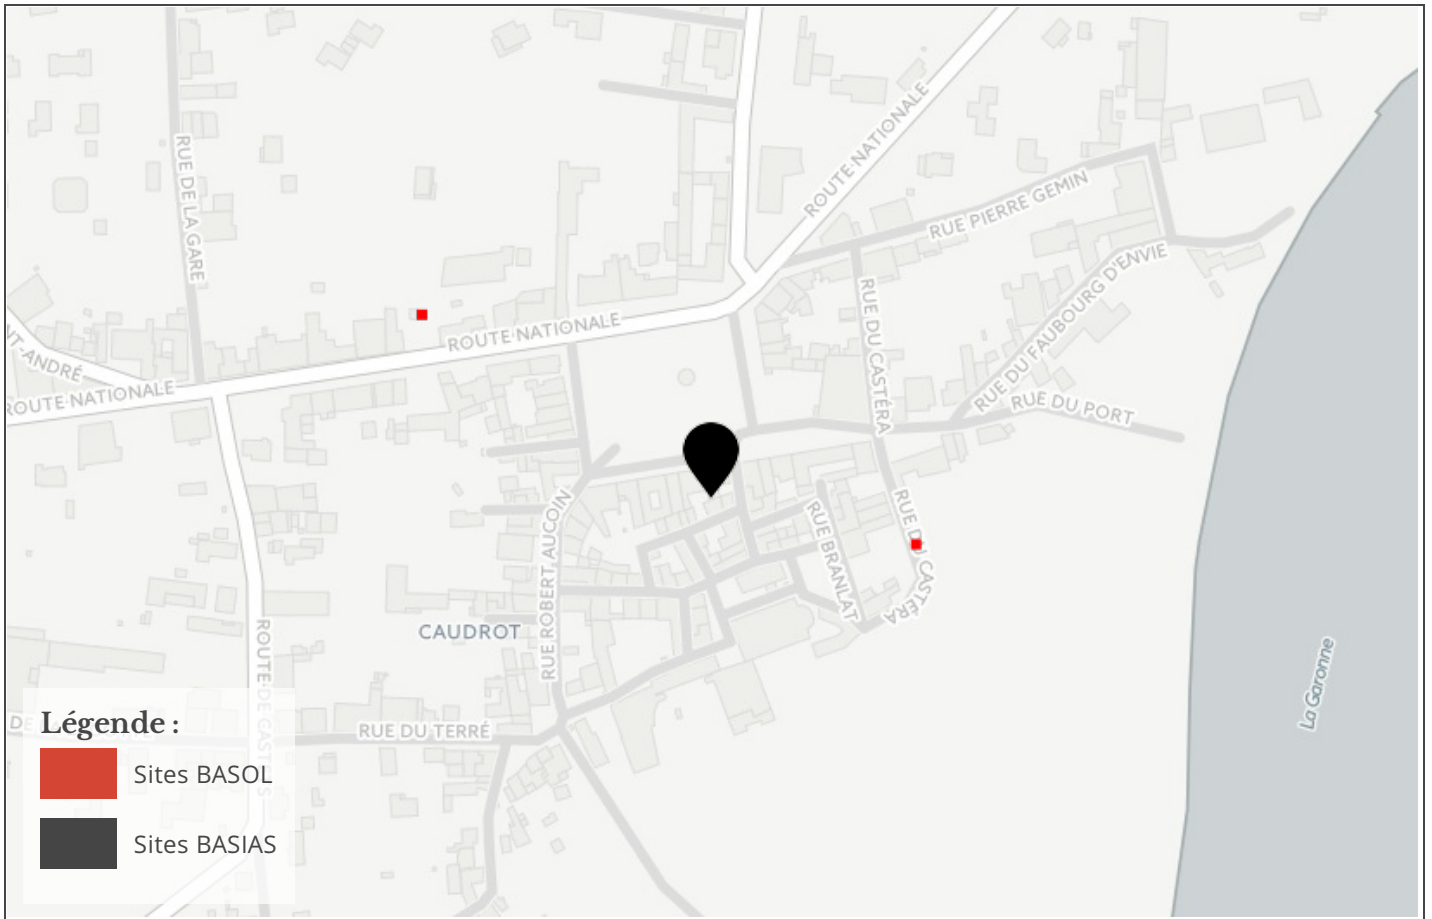 RUE DE LA GARE
ROUTE NATIONALE
RUE PIERRE GEMIN
RUE DU FAUBOURG D'ENVIE
RUE DU CASTÉRA
ROUTE NATIONALE
NT-ANDRÉ
ROUTE NATIONALE
RUE DU PORT
RUE ROBERT AUCOIN
RUE BRANLAT
RUE DU CASTÉRA
CAUDROT
ROUTE DE CASTETS
La Garonne
DE
RUE DU TERRÉ
Légende :
Sites BASOL
Sites BASIAS